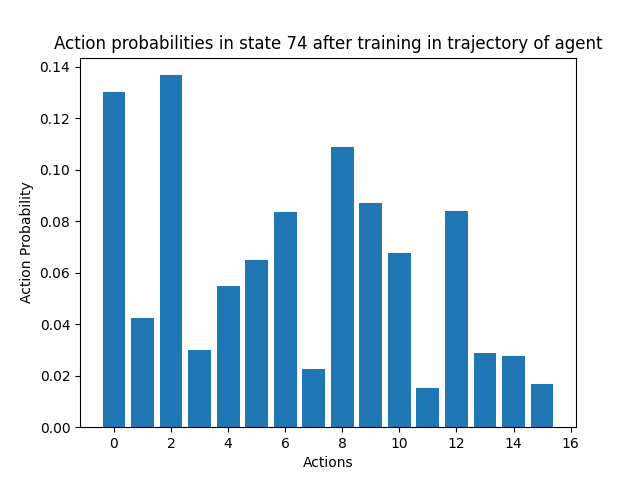 Action probabilities in state 74 after training in trajectory of agent
0.14
0.12
0.10
0.08
0.06
0.04
0.02
0.00
Action Probability
0 2 4 6 8 10 12 14 16
Actions